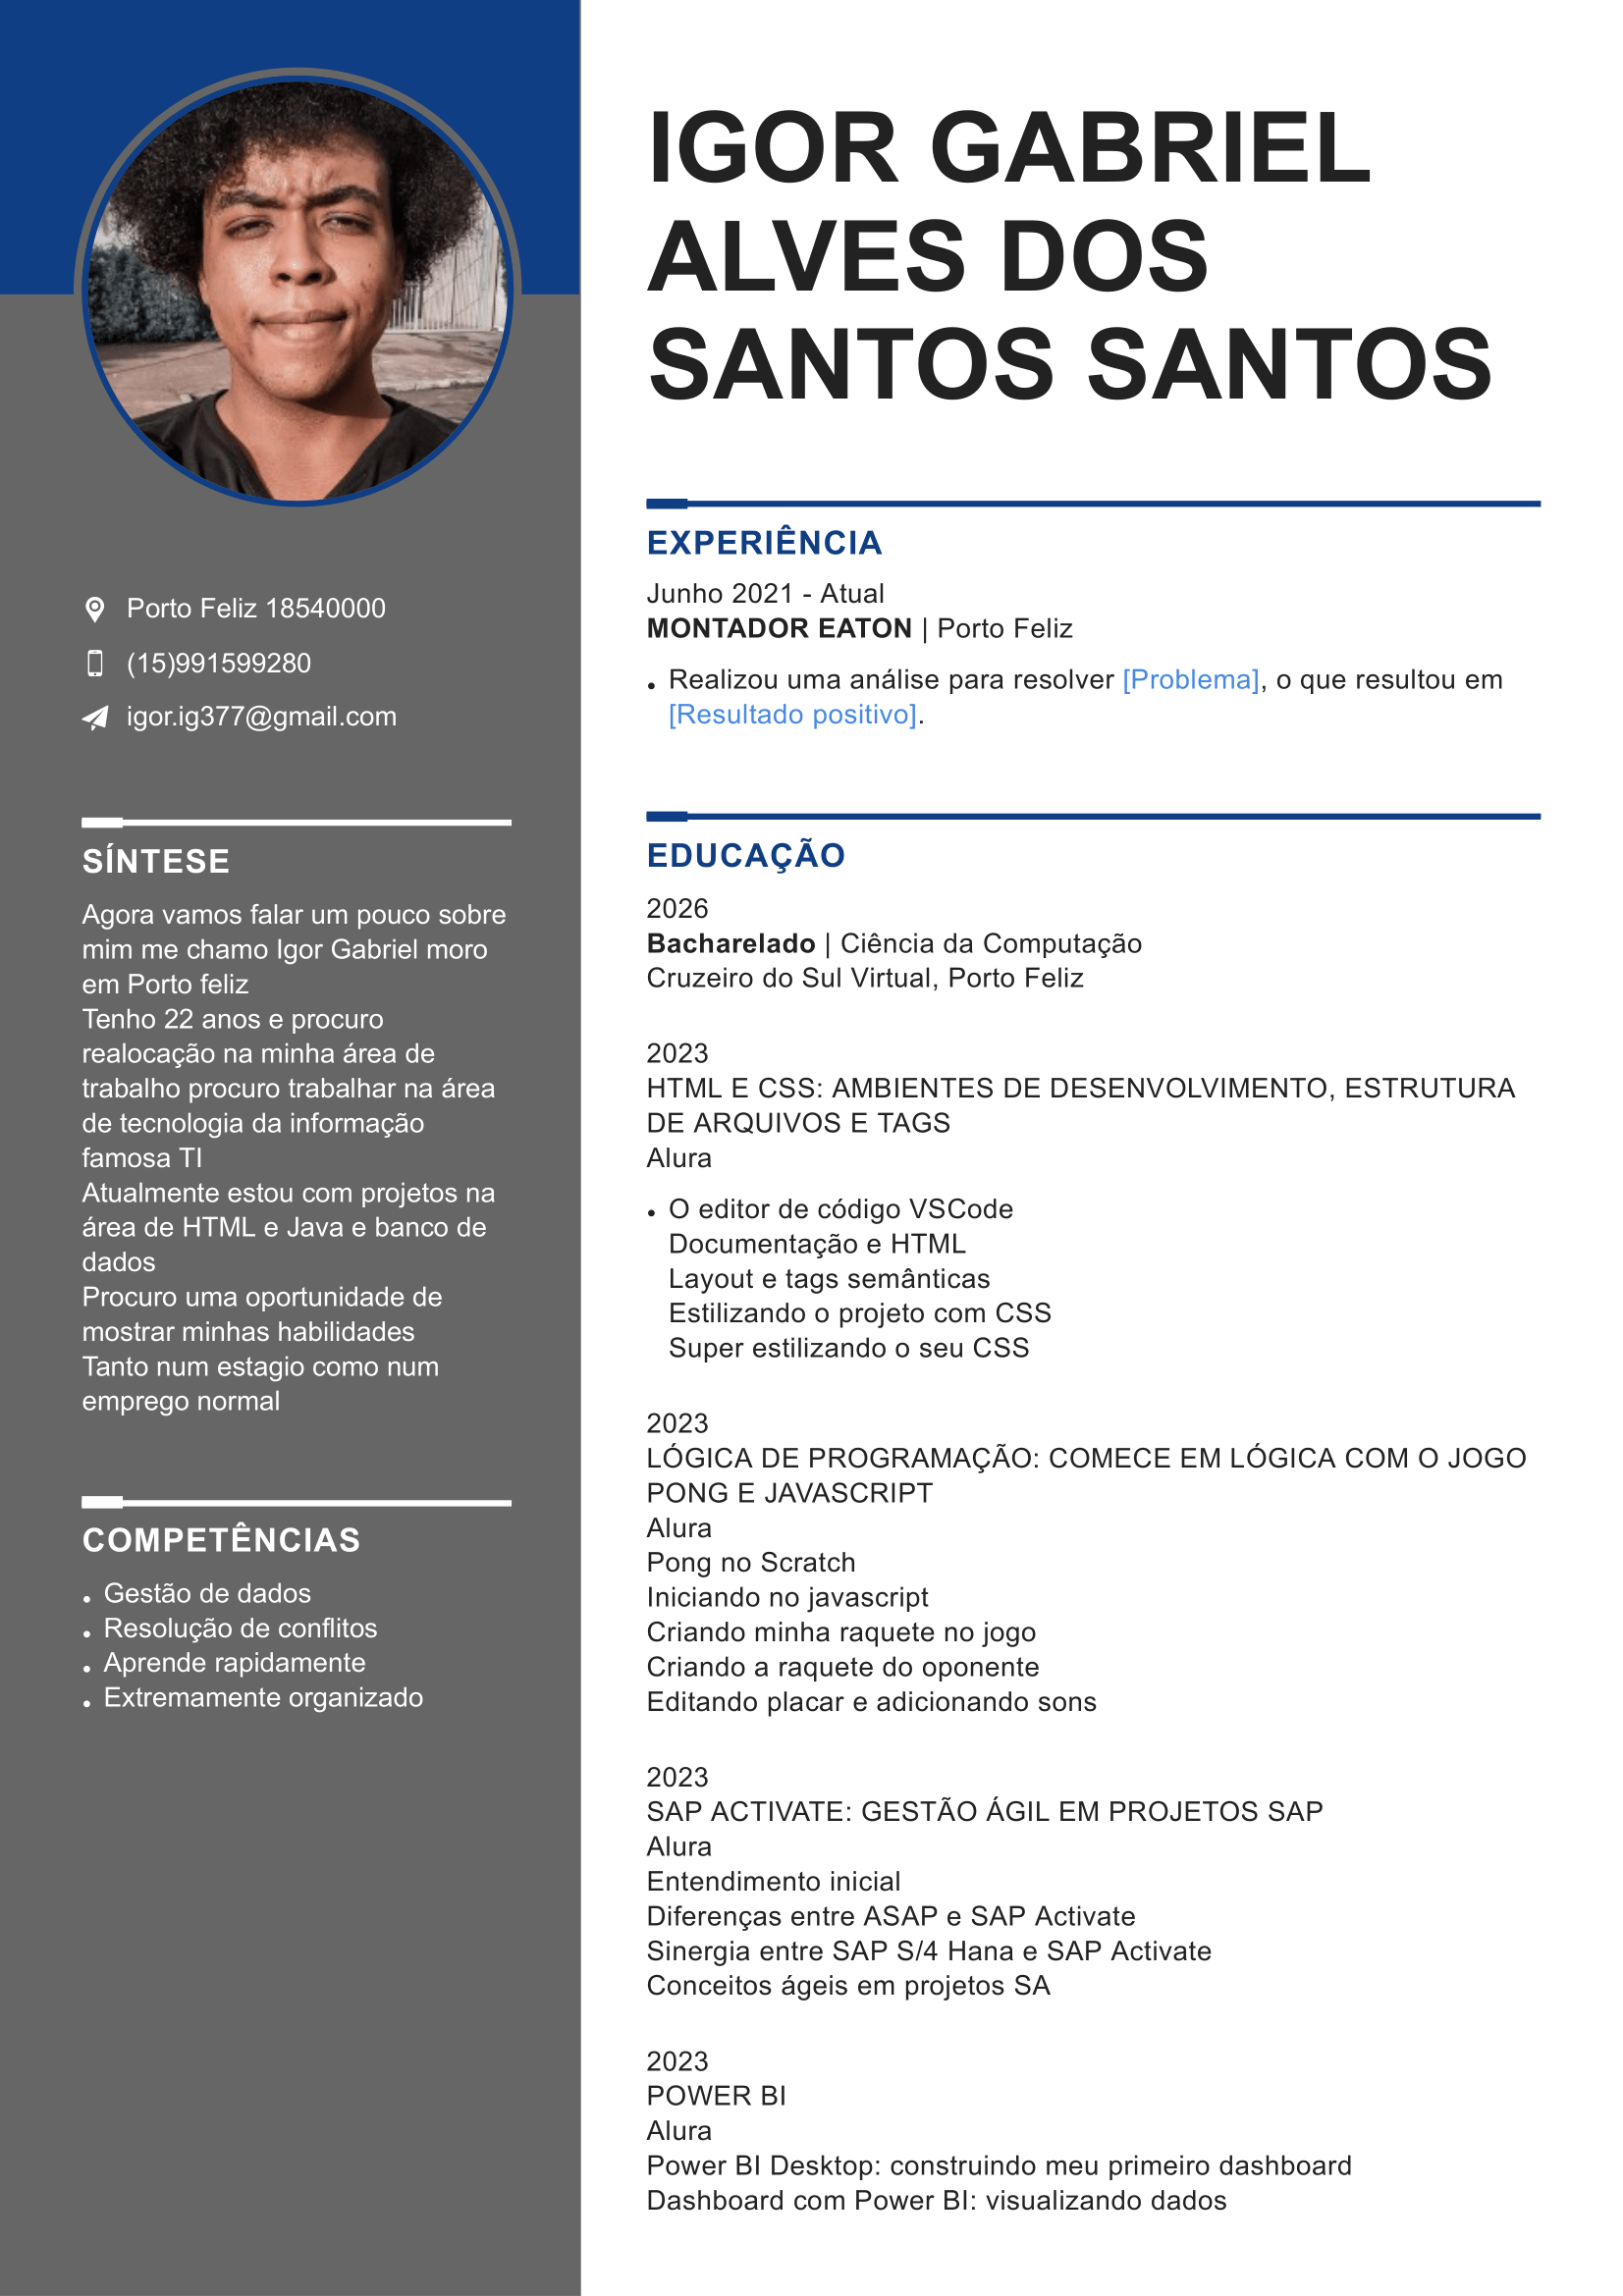 IGOR GABRIEL
ALVES DOS
SANTOS SANTOS
Porto Feliz 18540000
(15)991599280
igor.ig377@gmail.com
SÍNTESE
Agora vamos falar um pouco sobre
mim me chamo Igor Gabriel moro
em Porto feliz
Tenho 22 anos e procuro
realocação na minha área de
trabalho procuro trabalhar na área
de tecnologia da informação
famosa TI
Atualmente estou com projetos na
área de HTML e Java e banco de
dados
Procuro uma oportunidade de
mostrar minhas habilidades
Tanto num estagio como num
emprego normal
COMPETÊNCIAS
• Gestão de dados
• Resolução de conflitos
• Aprende rapidamente
• Extremamente organizado
EXPERIÊNCIA
Junho 2021 - Atual
MONTADOR EATON | Porto Feliz
• Realizou uma análise para resolver [Problema], o que resultou em
[Resultado positivo].
EDUCAÇÃO
2026
Bacharelado | Ciência da Computação
Cruzeiro do Sul Virtual, Porto Feliz
2023
HTML E CSS: AMBIENTES DE DESENVOLVIMENTO, ESTRUTURA
DE ARQUIVOS E TAGS
Alura
• O editor de código VSCode
Documentação e HTML
Layout e tags semânticas
Estilizando o projeto com CSS
Super estilizando o seu CSS
2023
LÓGICA DE PROGRAMAÇÃO: COMECE EM LÓGICA COM O JOGO
PONG E JAVASCRIPT
Alura
Pong no Scratch
Iniciando no javascript
Criando minha raquete no jogo
Criando a raquete do oponente
Editando placar e adicionando sons
2023
SAP ACTIVATE: GESTÃO ÁGIL EM PROJETOS SAP
Alura
Entendimento inicial
Diferenças entre ASAP e SAP Activate
Sinergia entre SAP S/4 Hana e SAP Activate
Conceitos ágeis em projetos SA
2023
POWER BI
Alura
Power BI Desktop: construindo meu primeiro dashboard
Dashboard com Power BI: visualizando dados